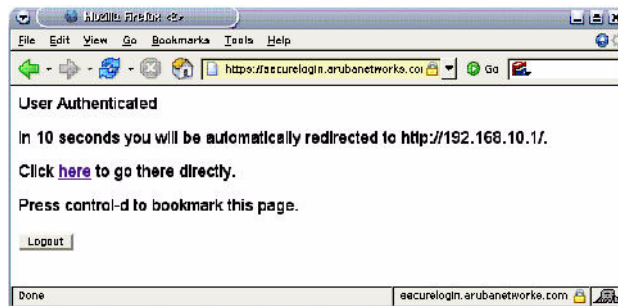 Mozilla Firefox <2>
File Edit View Go Bookmarks Tools Help
https://securelogin.arubanetworks.com
Go
User Authenticated
In 10 seconds you will be automatically redirected to http://192.168.10.1/.
Click here to go there directly.
Press control-d to bookmark this page.
Logout
Done
securelogin.arubanetworks.com